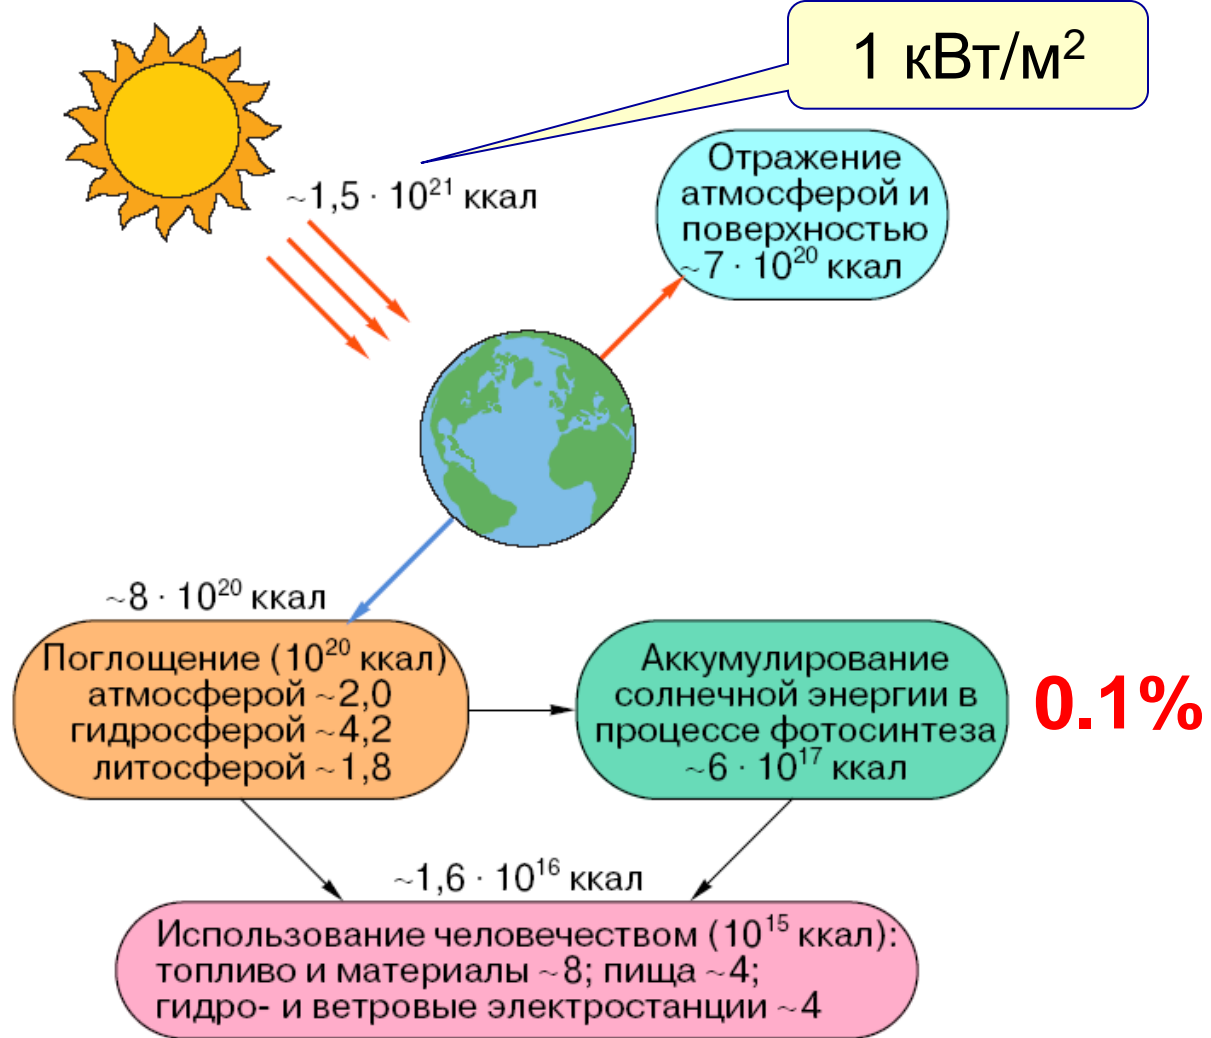 1 кВт/м²
~1,5 · 10²¹ ккал
Отражение
атмосферой и
поверхностью
~7 · 10²⁰ ккал
~8 · 10²⁰ ккал
Поглощение (10²⁰ ккал)
атмосферой ~2,0
гидросферой ~4,2
литосферой ~1,8
Аккумулирование
солнечной энергии в
процессе фотосинтеза
~6 · 10¹⁷ ккал
0.1%
~1,6 · 10¹⁶ ккал
Использование человечеством (10¹⁵ ккал):
топливо и материалы ~8; пища ~4;
гидро- и ветровые электростанции ~4